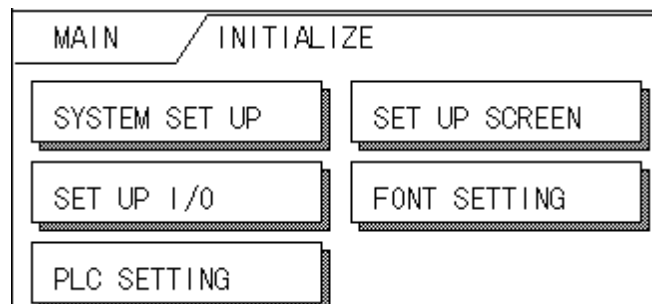 MAIN INITIALIZE
SYSTEM SET UP SET UP SCREEN
SET UP I/O FONT SETTING
PLC SETTING